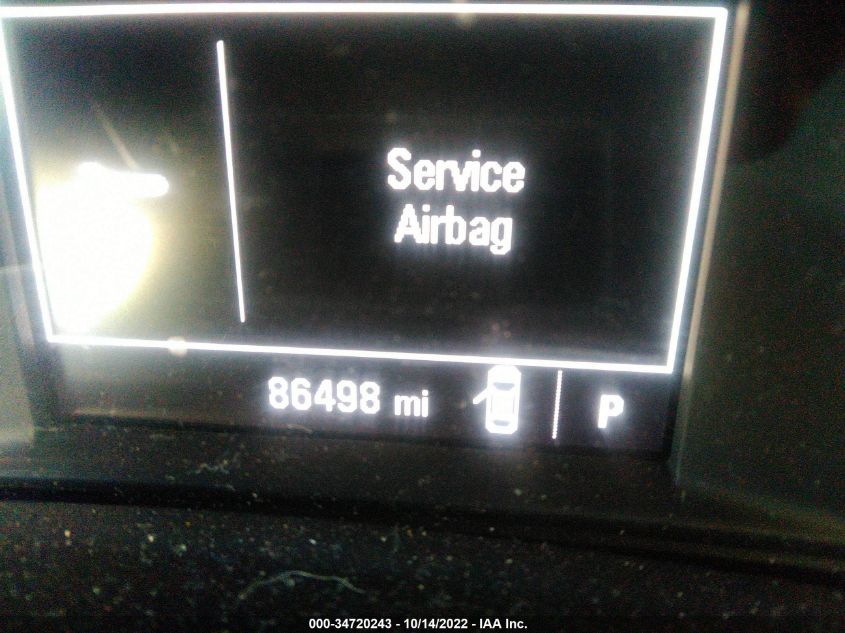 Service
Airbag
86498 mi
P
000-34720243 - 10/14/2022 - IAA Inc.